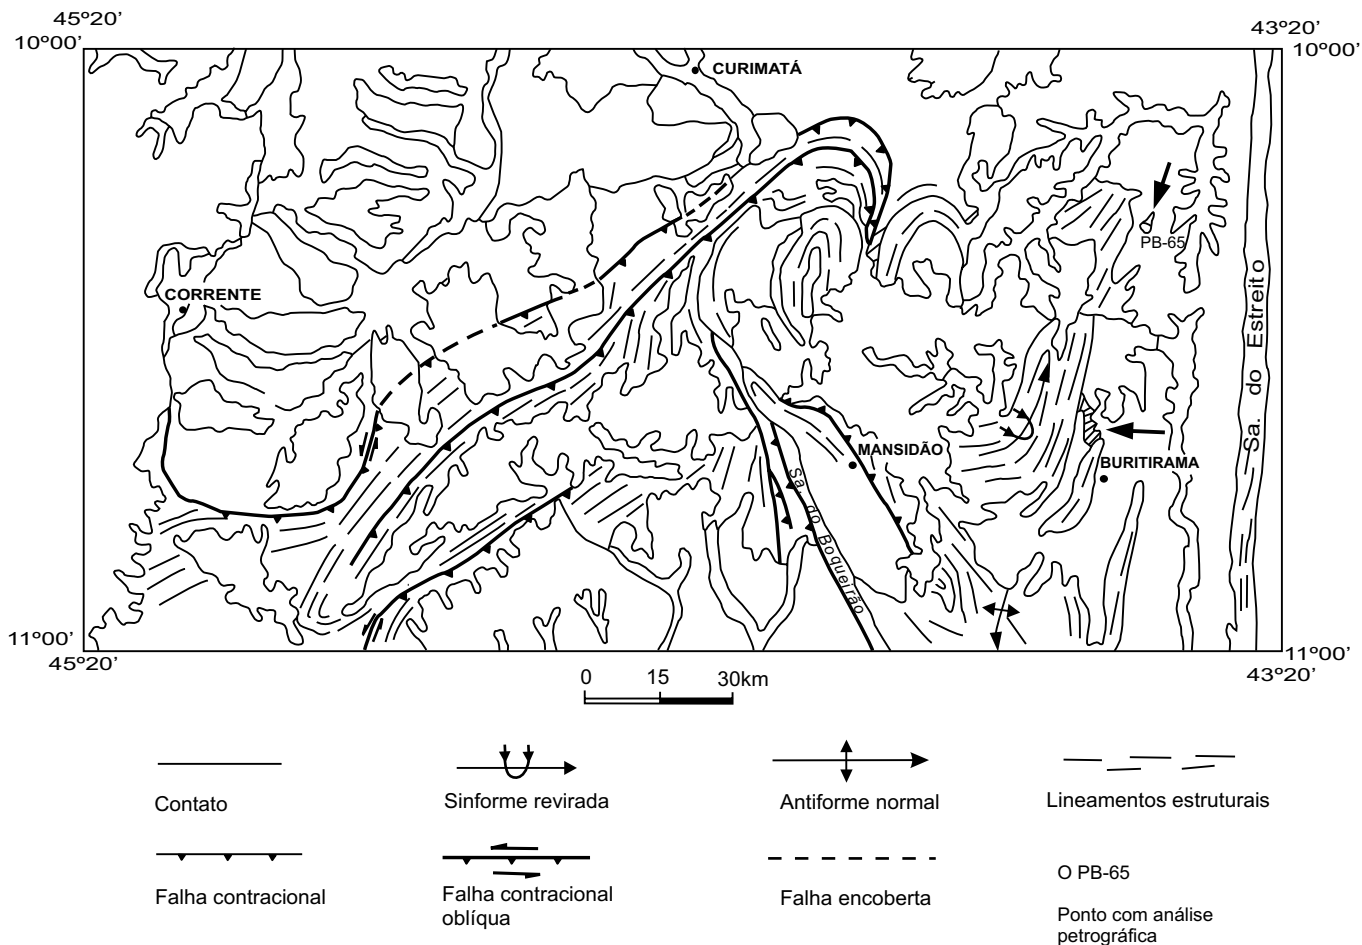 45º20’
43º20’
10º00’
10º00’
CURIMATÁ
PB-65
CORRENTE
Sa. do Estreito
MANSIDÃO
BURITIRAMA
Sa. do Boqueirão
11º00’
11º00’
45º20’
43º20’
0 15 30km
Contato
Sinforme revirada
Antiforme normal
Lineamentos estruturais
Falha contracional
Falha contracional
oblíqua
Falha encoberta
O PB-65
Ponto com análise
petrográfica